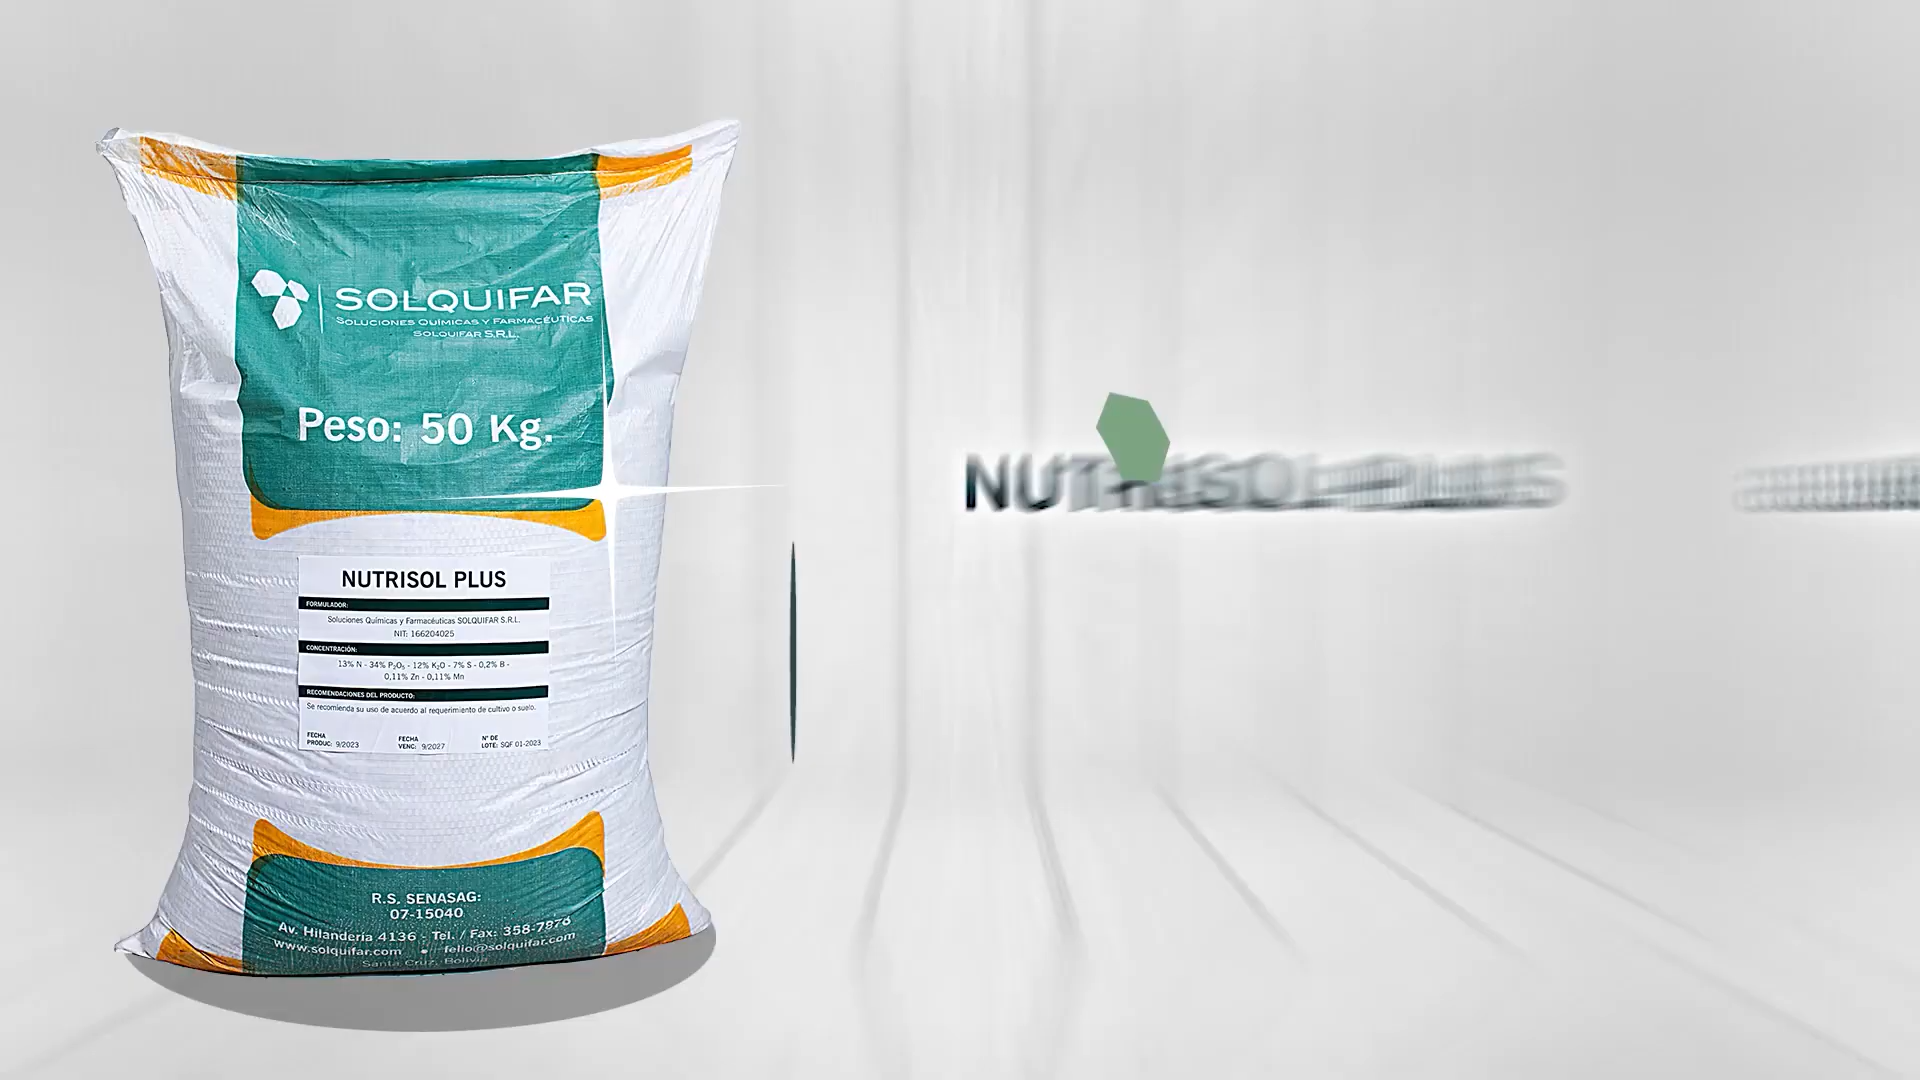 SOLQUIFAR
SOLUCIONES QUÍMICAS Y FARMACÉUTICAS
SOLQUIFAR S.R.L.
Peso: 50 Kg.
NUTRISOL PLUS
FORMULADOR:
Soluciones Químicas y Farmacéuticas SOLQUIFAR S.R.L.
NIT: 166204025
CONCENTRACIÓN:
13% N - 34% P₂O₅ - 12% K₂O - 7% S - 0,2% B -
0,11% Zn - 0,11% Mn
RECOMENDACIONES DEL PRODUCTO:
Se recomienda su uso de acuerdo al requerimiento de cultivo o suelo.
FECHA PRODUC: 9/2023
FECHA VENC: 9/2027
N° DE LOTE: SQF 01-2023
R.S. SENASAG:
07-15040
Av. Hilandería 4136 - Tel. / Fax: 358-7878
www.solquifar.com • felio@solquifar.com
Santa Cruz, Bolivia
NUTRISOL PLUS